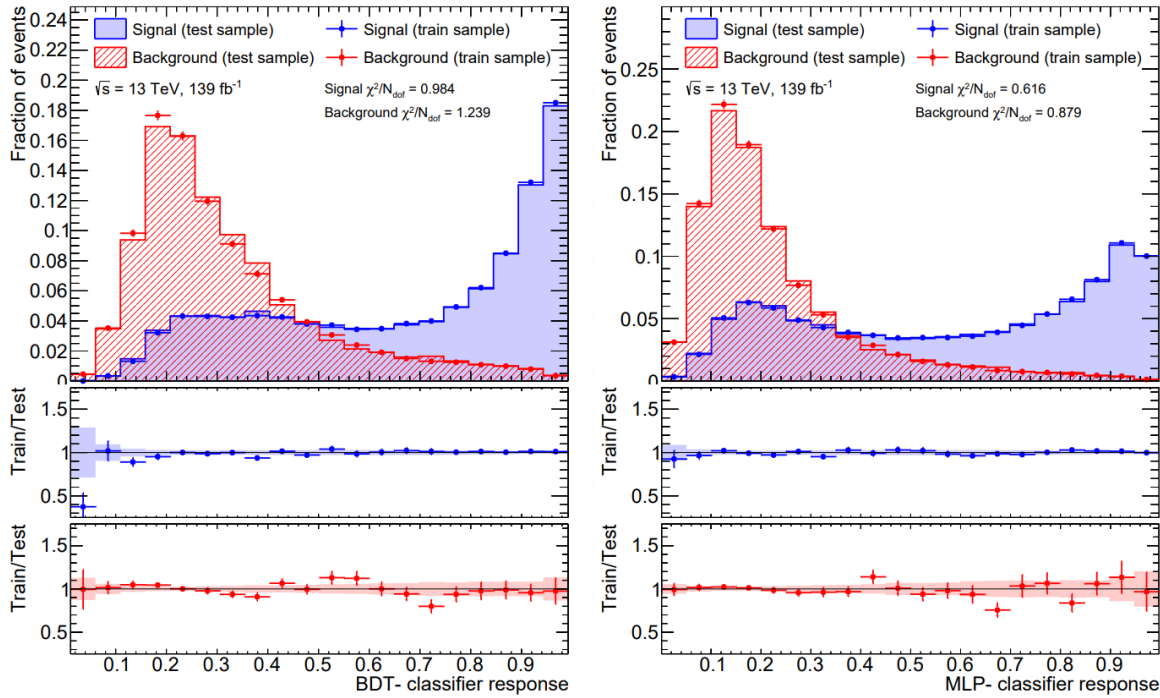 Fraction of events
0.24
0.22
0.2
0.18
0.16
0.14
0.12
0.1
0.08
0.06
0.04
0.02
0
Signal (test sample)
Signal (train sample)
Background (test sample)
Background (train sample)
√s = 13 TeV, 139 fb⁻¹
Signal χ²/N_dof = 0.984
Background χ²/N_dof = 1.239
Train/Test
1.5
1
0.5
Train/Test
1.5
1
0.5
0.1 0.2 0.3 0.4 0.5 0.6 0.7 0.8 0.9
BDT- classifier response
Fraction of events
0.25
0.2
0.15
0.1
0.05
0
Signal (test sample)
Signal (train sample)
Background (test sample)
Background (train sample)
√s = 13 TeV, 139 fb⁻¹
Signal χ²/N_dof = 0.616
Background χ²/N_dof = 0.879
Train/Test
1.5
1
0.5
Train/Test
1.5
1
0.5
0.1 0.2 0.3 0.4 0.5 0.6 0.7 0.8 0.9
MLP- classifier response